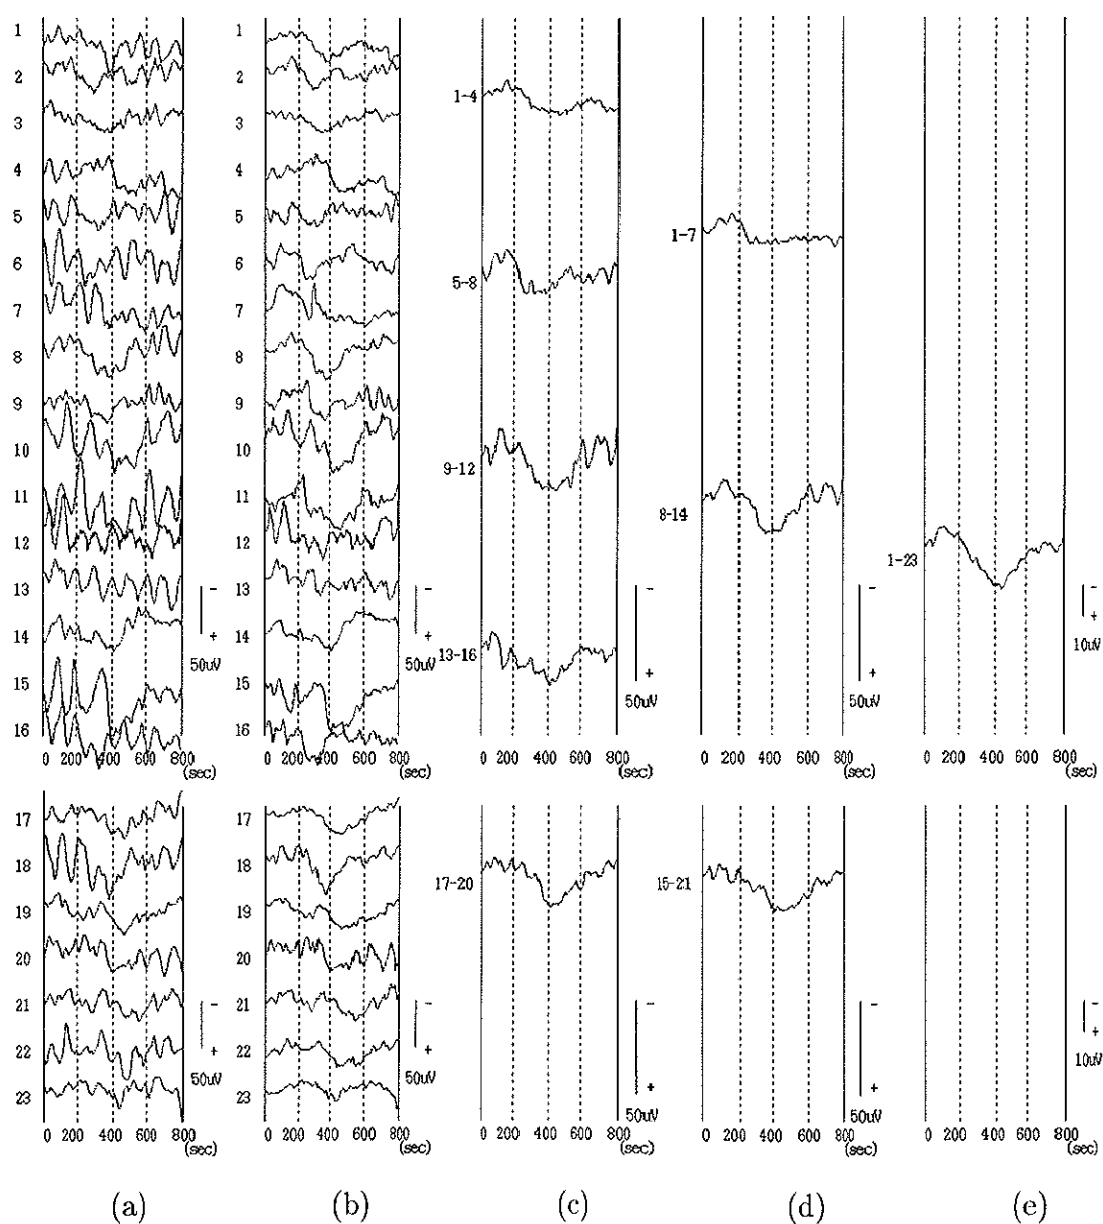 1
2
3
4
5
6
7
8
9
10
11
12
13
14
15
16
0 200 400 600 800
(sec)
-
+
50uV
17
18
19
20
21
22
23
0 200 400 600 800
(sec)
-
+
50uV
(a)
1
2
3
4
5
6
7
8
9
10
11
12
13
14
15
16
0 200 400 600 800
(sec)
-
+
50uV
17
18
19
20
21
22
23
0 200 400 600 800
(sec)
-
+
50uV
(b)
1-4
5-8
9-12
13-16
0 200 400 600 800
(sec)
-
+
50uV
17-20
0 200 400 600 800
(sec)
-
+
50uV
(c)
1-7
8-14
0 200 400 600 800
(sec)
-
+
50uV
15-21
0 200 400 600 800
(sec)
-
+
50uV
(d)
1-23
0 200 400 600 800
(sec)
-
+
10uV
0 200 400 600 800
(sec)
-
+
10uV
(e)